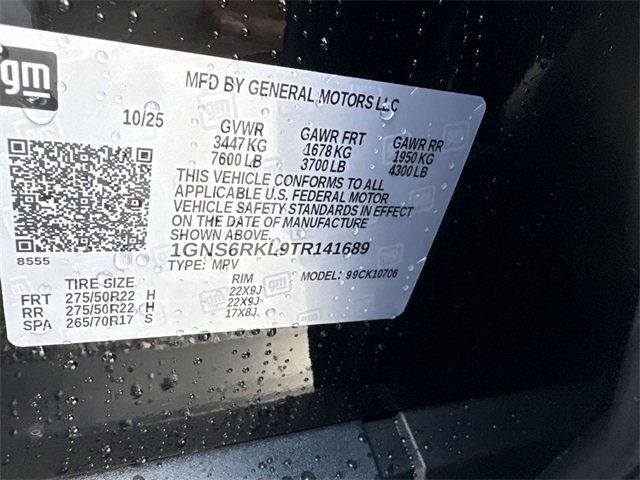 gm
MFD BY GENERAL MOTORS LLC
10/25
GVWR GAWR FRT GAWR RR
3447 KG 1678 KG 1950 KG
7600 LB 3700 LB 4300 LB
THIS VEHICLE CONFORMS TO ALL
APPLICABLE U.S. FEDERAL MOTOR
VEHICLE SAFETY STANDARDS IN EFFECT
ON THE DATE OF MANUFACTURE
SHOWN ABOVE
8555
1GNS6RKL9TR141689
TYPE: MPV MODEL: 99CK10706
TIRE SIZE RIM
FRT 275/50R22 H 22X9J
RR 275/50R22 H 22X9J
SPA 265/70R17 S 17X8J